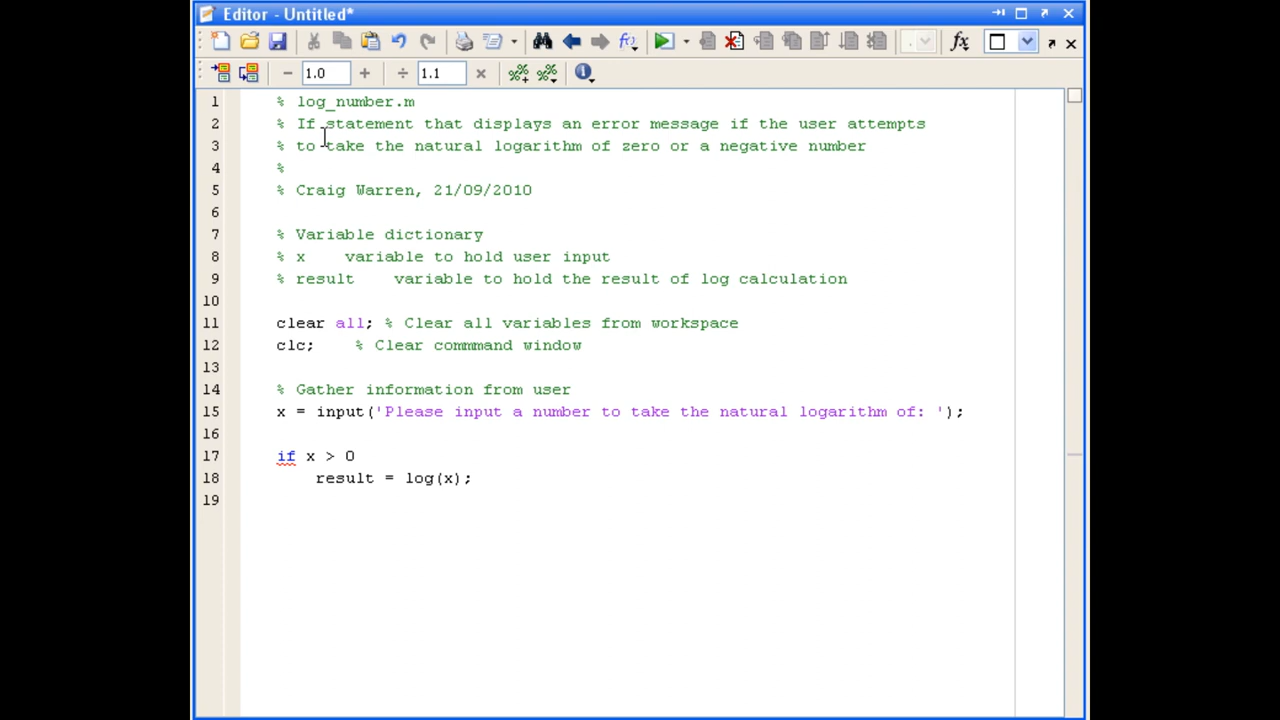 Editor - Untitled*
1.0
1.1
fx
1 % log_number.m
2 % If statement that displays an error message if the user attempts
3 % to take the natural logarithm of zero or a negative number
4 %
5 % Craig Warren, 21/09/2010
6
7 % Variable dictionary
8 % x    variable to hold user input
9 % result    variable to hold the result of log calculation
10
11 clear all; % Clear all variables from workspace
12 clc;    % Clear commmand window
13
14 % Gather information from user
15 x = input('Please input a number to take the natural logarithm of: ');
16
17 if x > 0
18     result = log(x);
19